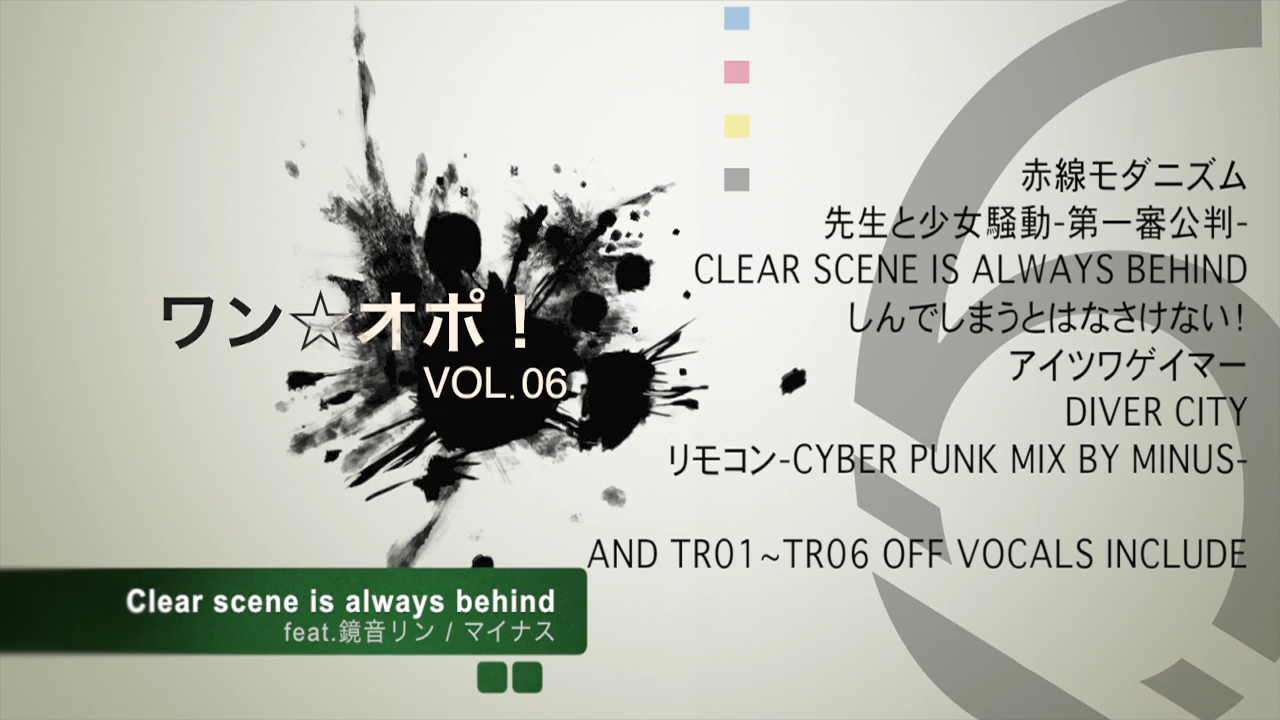 ワン☆オポ!
VOL.06
赤線モダニズム
先生と少女騒動-第一審公判-
CLEAR SCENE IS ALWAYS BEHIND
しんでしまうとはなさけない!
アイツワゲイマー
DIVER CITY
リモコン-CYBER PUNK MIX BY MINUS-
AND TR01~TR06 OFF VOCALS INCLUDE
Clear scene is always behind
feat.鏡音リン / マイナス